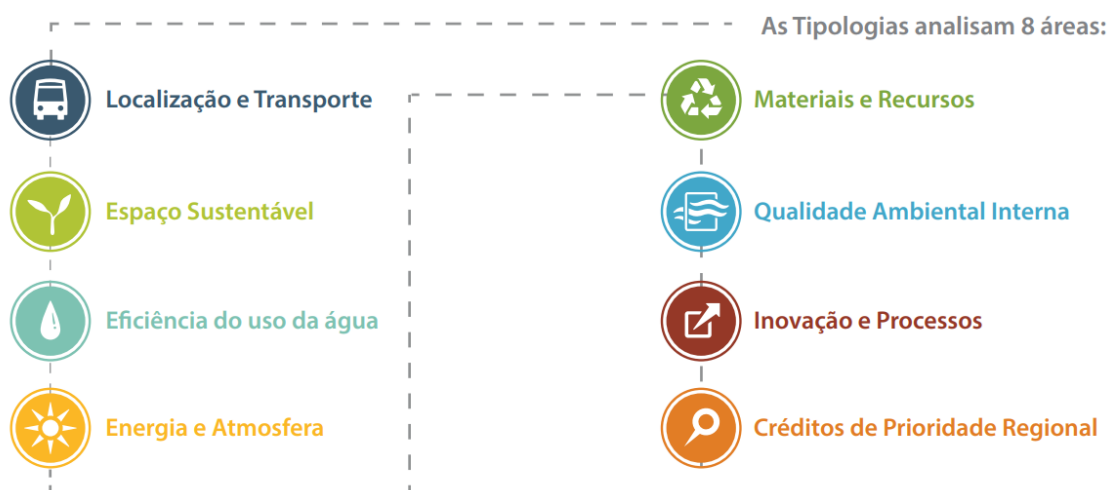 As Tipologias analisam 8 áreas:
Localização e Transporte
Espaço Sustentável
Eficiência do uso da água
Energia e Atmosfera
Materiais e Recursos
Qualidade Ambiental Interna
Inovação e Processos
Créditos de Prioridade Regional